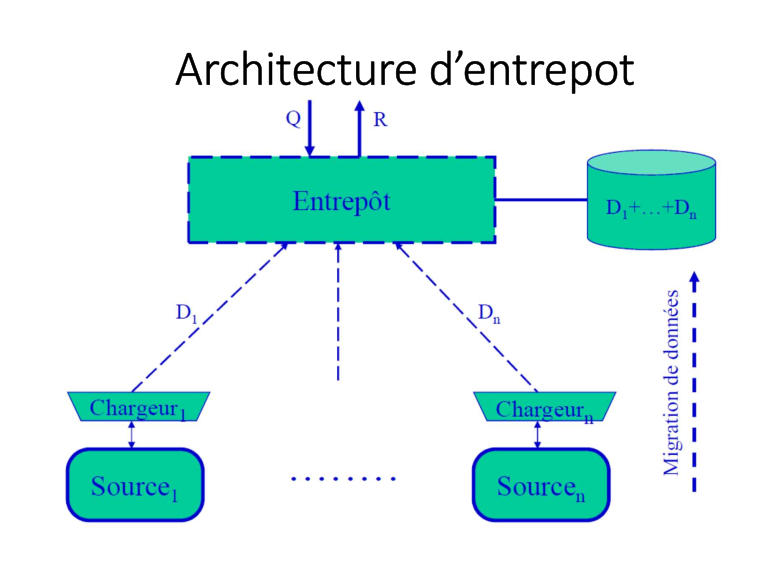 Architecture d’entrepot
Q
R
Entrepôt
D1+…+Dn
D1
Dn
Migration de données
Chargeur1
Chargeurn
Source1
........
Sourcen